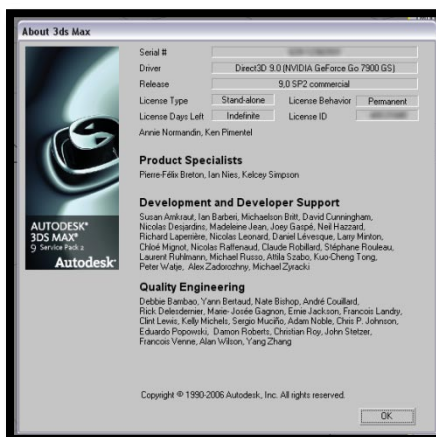 About 3ds Max
Serial #
Driver Direct3D 9.0 (NVIDIA GeForce Go 7900 GS)
Release 9.0 SP2 commercial
License Type Stand-alone License Behavior Permanent
License Days Left Indefinite License ID
Annie Normandin, Ken Pimentel
Product Specialists
Pierre-Félix Breton, Ian Nies, Kelcey Simpson
Development and Developer Support
Susan Amkraut, Ian Barberi, Michaelson Britt, David Cunningham,
Nicolas Desjardins, Madeleine Jean, Joey Gaspé, Neil Hazzard,
Richard Laperrière, Nicolas Leonard, Daniel Lévesque, Larry Minton,
Chloé Mignot, Nicolas Raffenaud, Claude Robillard, Stéphane Rouleau,
Laurent Ruhlmann, Michael Russo, Attila Szabo, Kuo-Cheng Tong,
Peter Watje, Alex Zadorozhny, Michael Zyracki
Quality Engineering
Debbie Bambao, Yann Bertaud, Nate Bishop, André Couillard,
Rick Delesdernier, Marie-Josée Gagnon, Ernie Jackson, Francois Landry,
Clint Lewis, Kelly Michels, Sergio Muciño, Adam Noble, Chris P. Johnson,
Eduardo Popowski, Damon Roberts, Christian Roy, John Stetzer,
Francois Venne, Alan Wilson, Yang Zhang
Copyright © 1990-2006 Autodesk, Inc. All rights reserved.
OK
AUTODESK®
3DS MAX®
9 Service Pack 2
Autodesk